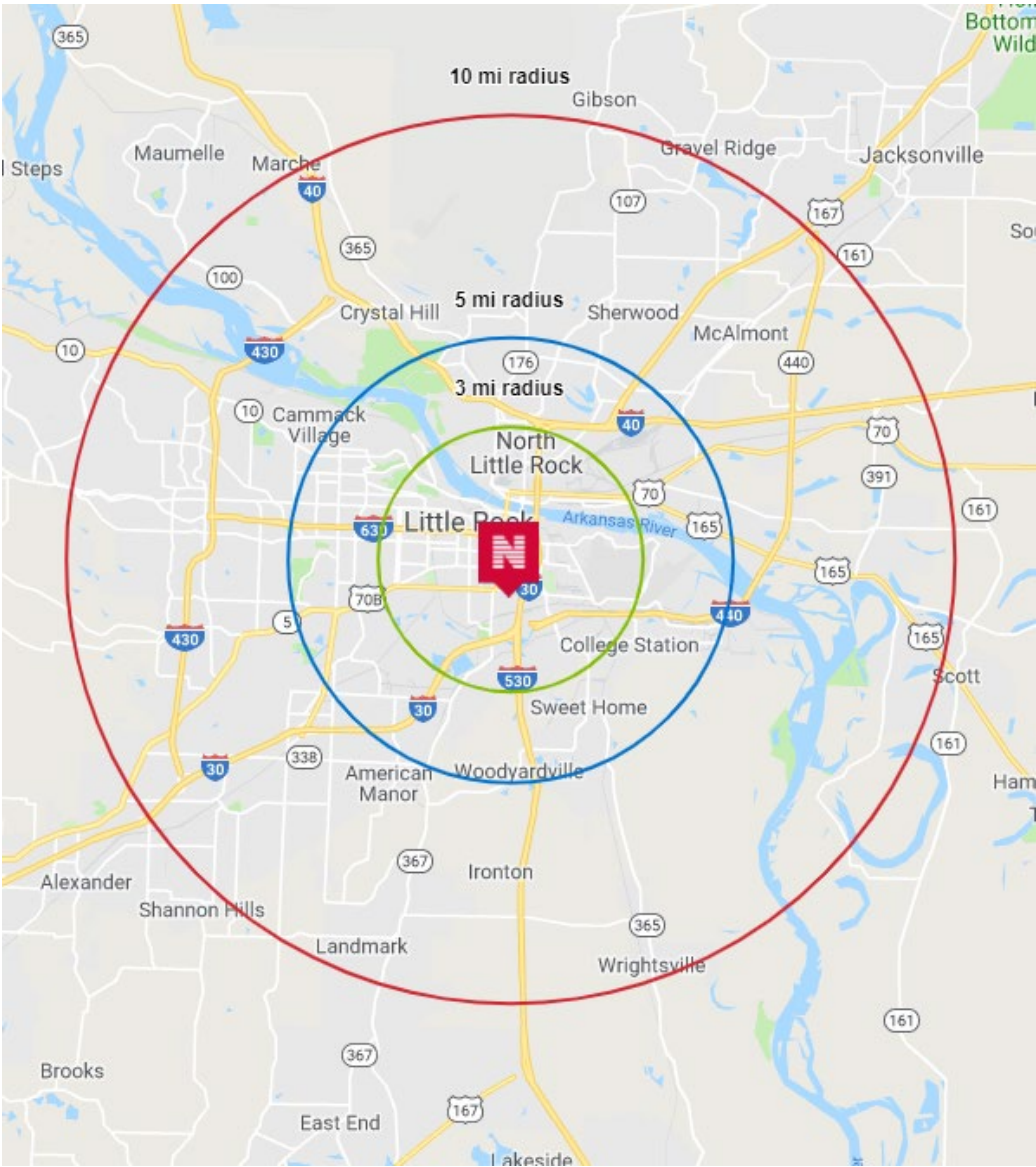 Bottom
Wild
365
10 mi radius
Gibson
Maumelle
Marche
Gravel Ridge
Jacksonville
l Steps
40
107
167
365
161
Sou
100
5 mi radius
Crystal Hill
Sherwood
McAlmont
10
430
176
440
3 mi radius
10
Cammack
Village
40
70
North
Little Rock
391
70
161
Little Rock
Arkansas River
165
630
N
165
30
70B
5
440
430
College Station
165
530
Scott
30
Sweet Home
161
338
30
American
Manor
Woodyardville
Ham
367
Ironton
Alexander
Shannon Hills
365
Landmark
Wrightsville
161
367
Brooks
167
East End
Lakeside